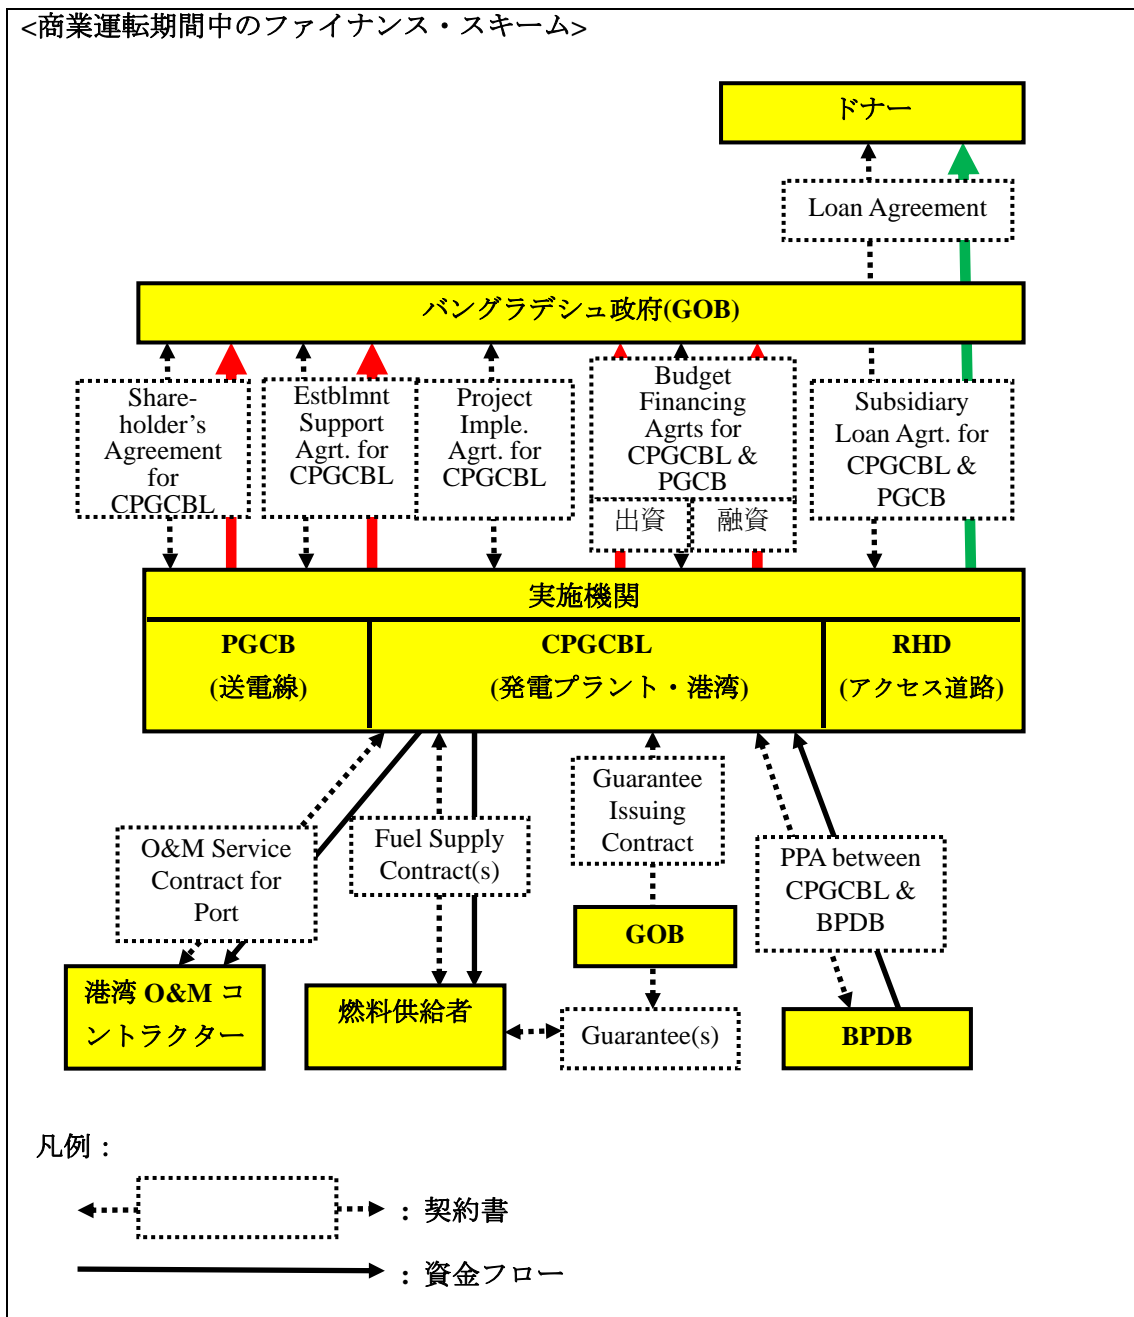 <商業運転期間中のファイナンス・スキーム>
ドナー
Loan Agreement
バングラデシュ政府(GOB)
Share-
holder’s
Agreement
for
CPGCBL
Estblmnt
Support
Agrt. for
CPGCBL
Project
Imple.
Agrt. for
CPGCBL
Budget
Financing
Agrts for
CPGCBL &
PGCB
出資
融資
Subsidiary
Loan Agrt. for
CPGCBL &
PGCB
実施機関
PGCB
(送電線)
CPGCBL
(発電プラント・港湾)
RHD
(アクセス道路)
O&M Service
Contract for
Port
Fuel Supply
Contract(s)
Guarantee
Issuing
Contract
PPA between
CPGCBL &
BPDB
GOB
港湾 O&M コ
ントラクター
燃料供給者
Guarantee(s)
BPDB
凡例：
：契約書
：資金フロー